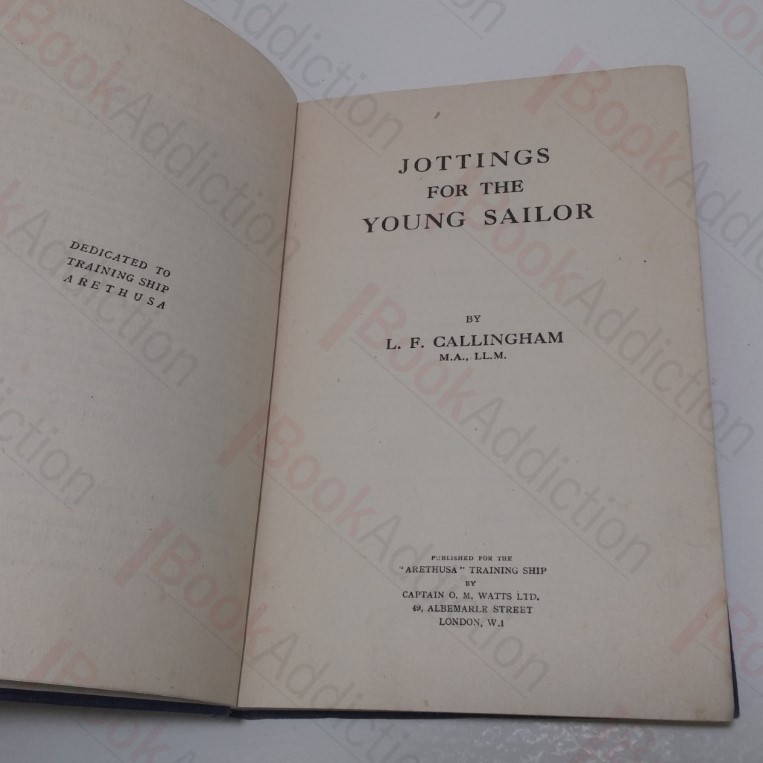 DEDICATED TO
TRAINING SHIP
ARETHUSA
JOTTINGS
FOR THE
YOUNG SAILOR
BY
L. F. CALLINGHAM
M.A., LL.M.
PUBLISHED FOR THE
"ARETHUSA" TRAINING SHIP
BY
CAPTAIN O. M. WATTS LTD.
49, ALBEMARLE STREET
LONDON, W.1
BookAddiction